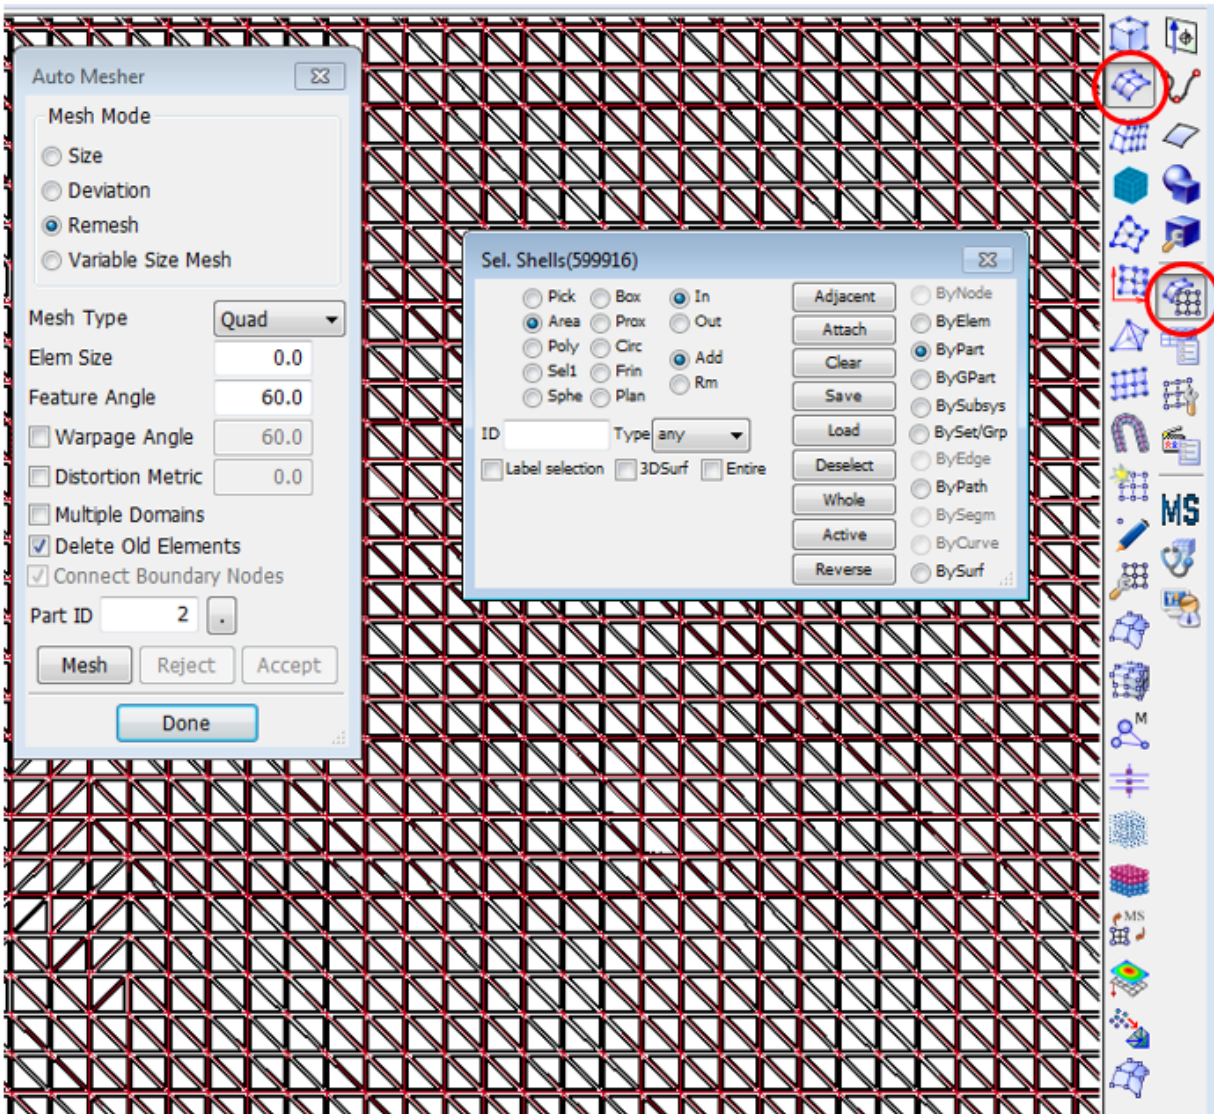 Auto Mesher
Mesh Mode
Size
Deviation
Remesh
Variable Size Mesh
Mesh Type Quad
Elem Size 0.0
Feature Angle 60.0
Warpage Angle 60.0
Distortion Metric 0.0
Multiple Domains
Delete Old Elements
Connect Boundary Nodes
Part ID 2 .
Mesh Reject Accept
Done
Sel. Shells(599916)
Pick Box In
Area Prox Out
Poly Circ
Sel1 Frin Add
Sphe Plan Rm
ID Type any
Label selection 3DSurf Entire
Adjacent
Attach
Clear
Save
Load
Deselect
Whole
Active
Reverse
ByNode
ByElem
ByPart
ByGPart
BySubsys
BySet/Grp
ByEdge
ByPath
BySegm
ByCurve
BySurf
MS
M
MS